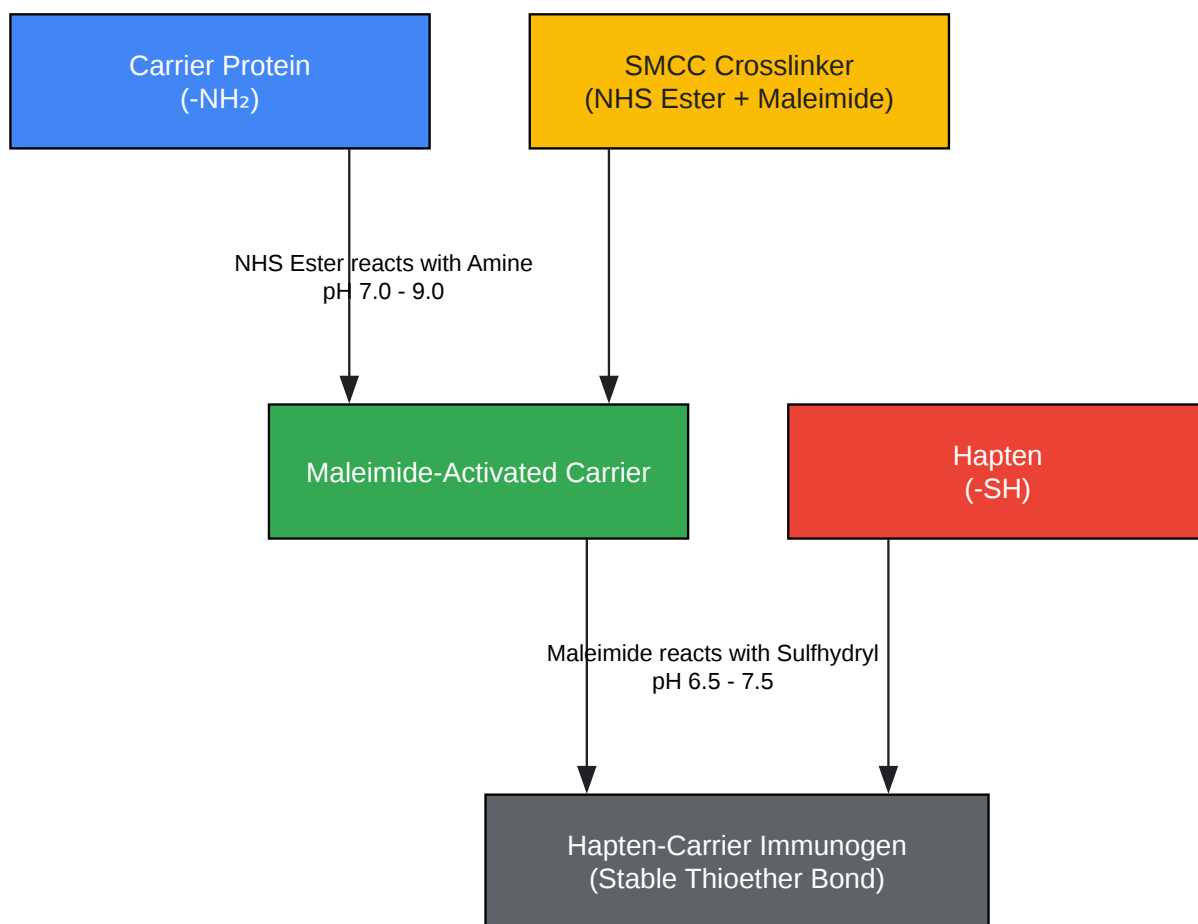 Carrier Protein
(-NH₂)
SMCC Crosslinker
(NHS Ester + Maleimide)
NHS Ester reacts with Amine
pH 7.0 - 9.0
Maleimide-Activated Carrier
Hapten
(-SH)
Maleimide reacts with Sulfhydryl
pH 6.5 - 7.5
Hapten-Carrier Immunogen
(Stable Thioether Bond)